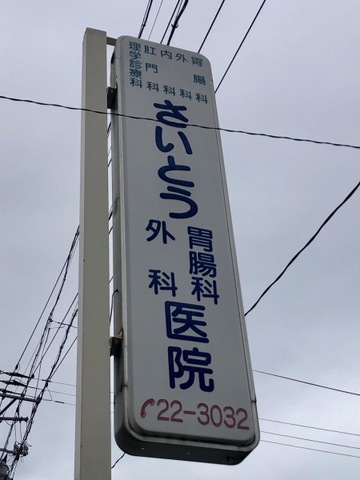 胃腸科
外科
内科
肛門科
理学診療科
さいとう
胃腸科
外科
医院
22-3032